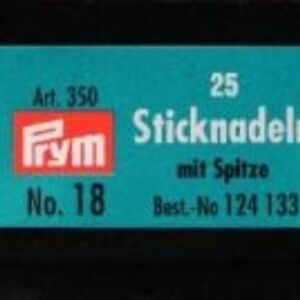 Art. 350
Prym
No. 18
25
Sticknadeln
mit Spitze
Best.-No 124 133